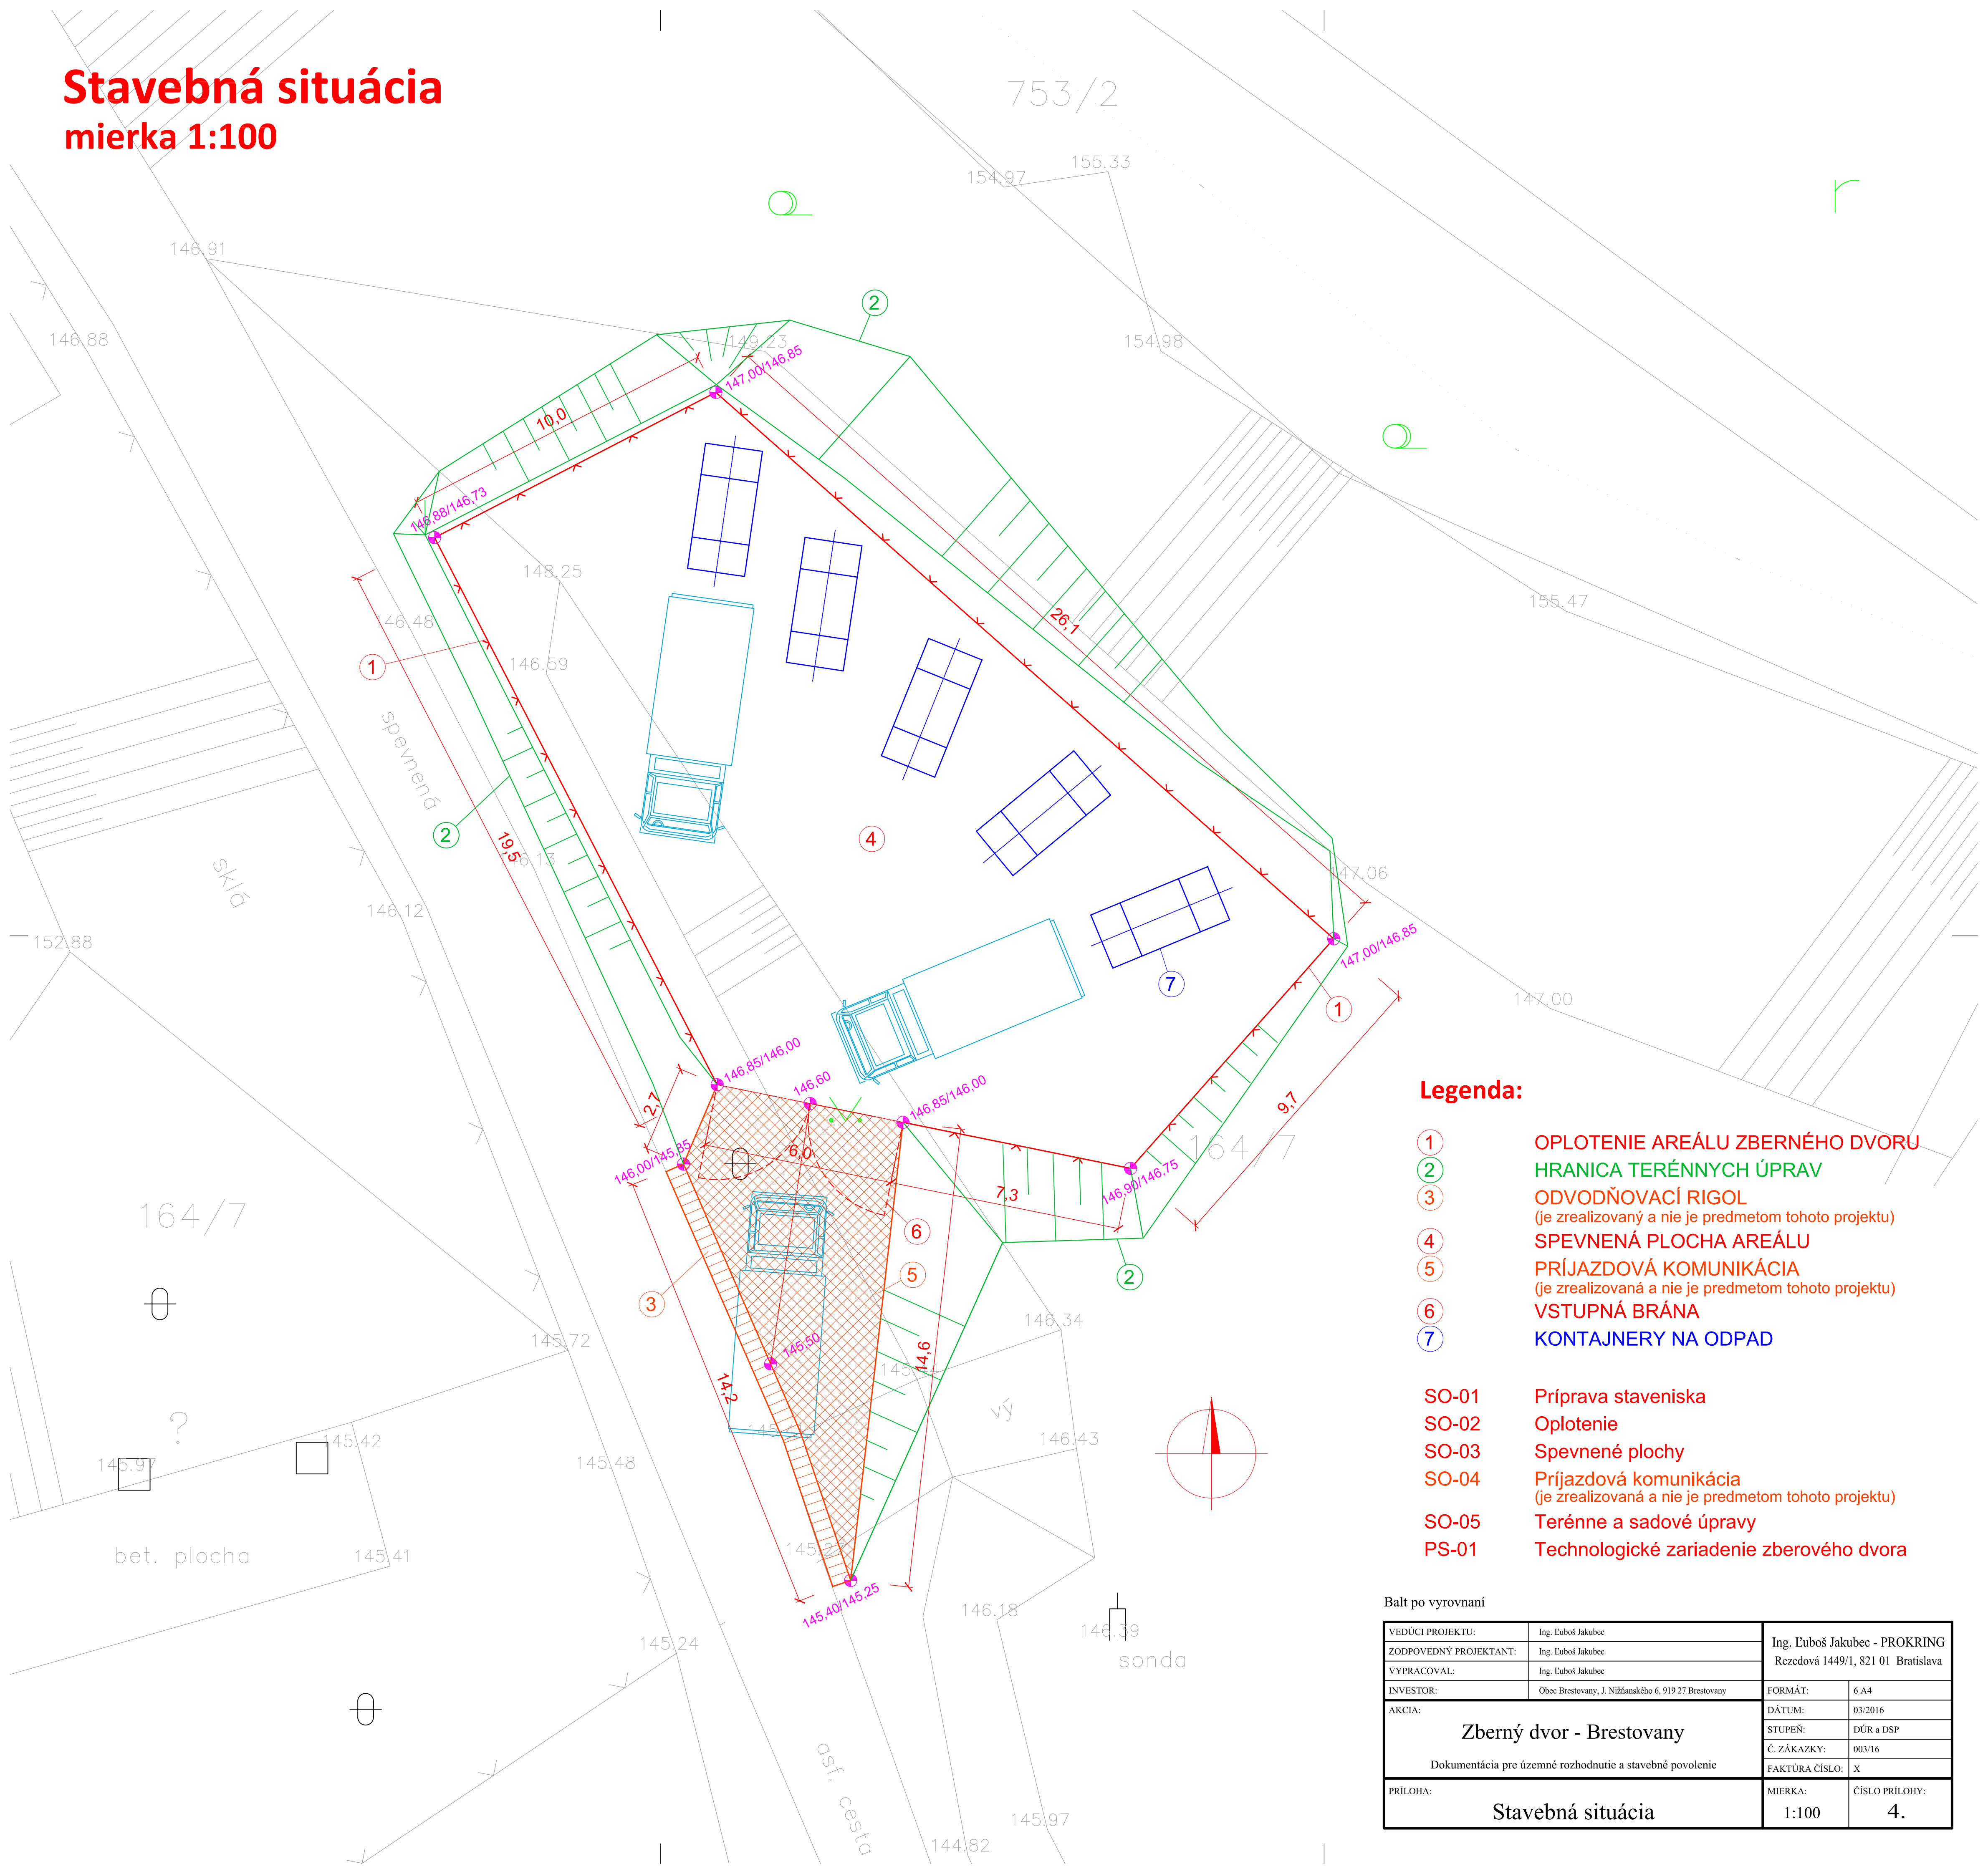 Stavebná situácia
mierka 1:100
753/2
155.33
154.97
146.91
154.98
146.88
149.23
2
147,00/146,85
10,0
146,88/146,73
148.25
155.47
146.48
26,1
146.59
1
spevnená
2
19,5
4
146.13
sklá
147.06
146.12
152.88
147,00/146,85
7
147.00
1
146,85/146,00
146,60
146,85/146,00
2,7
9,7
6,0
164/7
146,00/145,85
7,3
146,90/146,75
164/7
6
5
2
3
146.34
145.72
145,50
14,6
14,2
vý
?
145.42
146.43
145.97
145.48
bet. plocha
145.41
145,40/145,25
146.18
146.39
145.24
sonda
asf. cesta
145.97
144.82
Legenda:
1 OPLOTENIE AREÁLU ZBERNÉHO DVORU
2 HRANICA TERÉNNYCH ÚPRAV
3 ODVODŇOVACÍ RIGOL
(je zrealizovaný a nie je predmetom tohoto projektu)
4 SPEVNENÁ PLOCHA AREÁLU
5 PRÍJAZDOVÁ KOMUNIKÁCIA
(je zrealizovaná a nie je predmetom tohoto projektu)
6 VSTUPNÁ BRÁNA
7 KONTAJNERY NA ODPAD
SO-01 Príprava staveniska
SO-02 Oplotenie
SO-03 Spevnené plochy
SO-04 Príjazdová komunikácia
(je zrealizovaná a nie je predmetom tohoto projektu)
SO-05 Terénne a sadové úpravy
PS-01 Technologické zariadenie zberového dvora
Balt po vyrovnaní
VEDÚCI PROJEKTU: Ing. Ľuboš Jakubec
ZODPOVEDNÝ PROJEKTANT: Ing. Ľuboš Jakubec
VYPRACOVAL: Ing. Ľuboš Jakubec
INVESTOR: Obec Brestovany, J. Nižňanského 6, 919 27 Brestovany
Ing. Ľuboš Jakubec - PROKRING
Rezedová 1449/1, 821 01 Bratislava
FORMÁT: 6 A4
DÁTUM: 03/2016
STUPEŇ: DÚR a DSP
Č. ZÁKAZKY: 003/16
FAKTÚRA ČÍSLO: X
AKCIA:
Zberný dvor - Brestovany
Dokumentácia pre územné rozhodnutie a stavebné povolenie
PRÍLOHA:
Stavebná situácia
MIERKA:
1:100
ČÍSLO PRÍLOHY:
4.